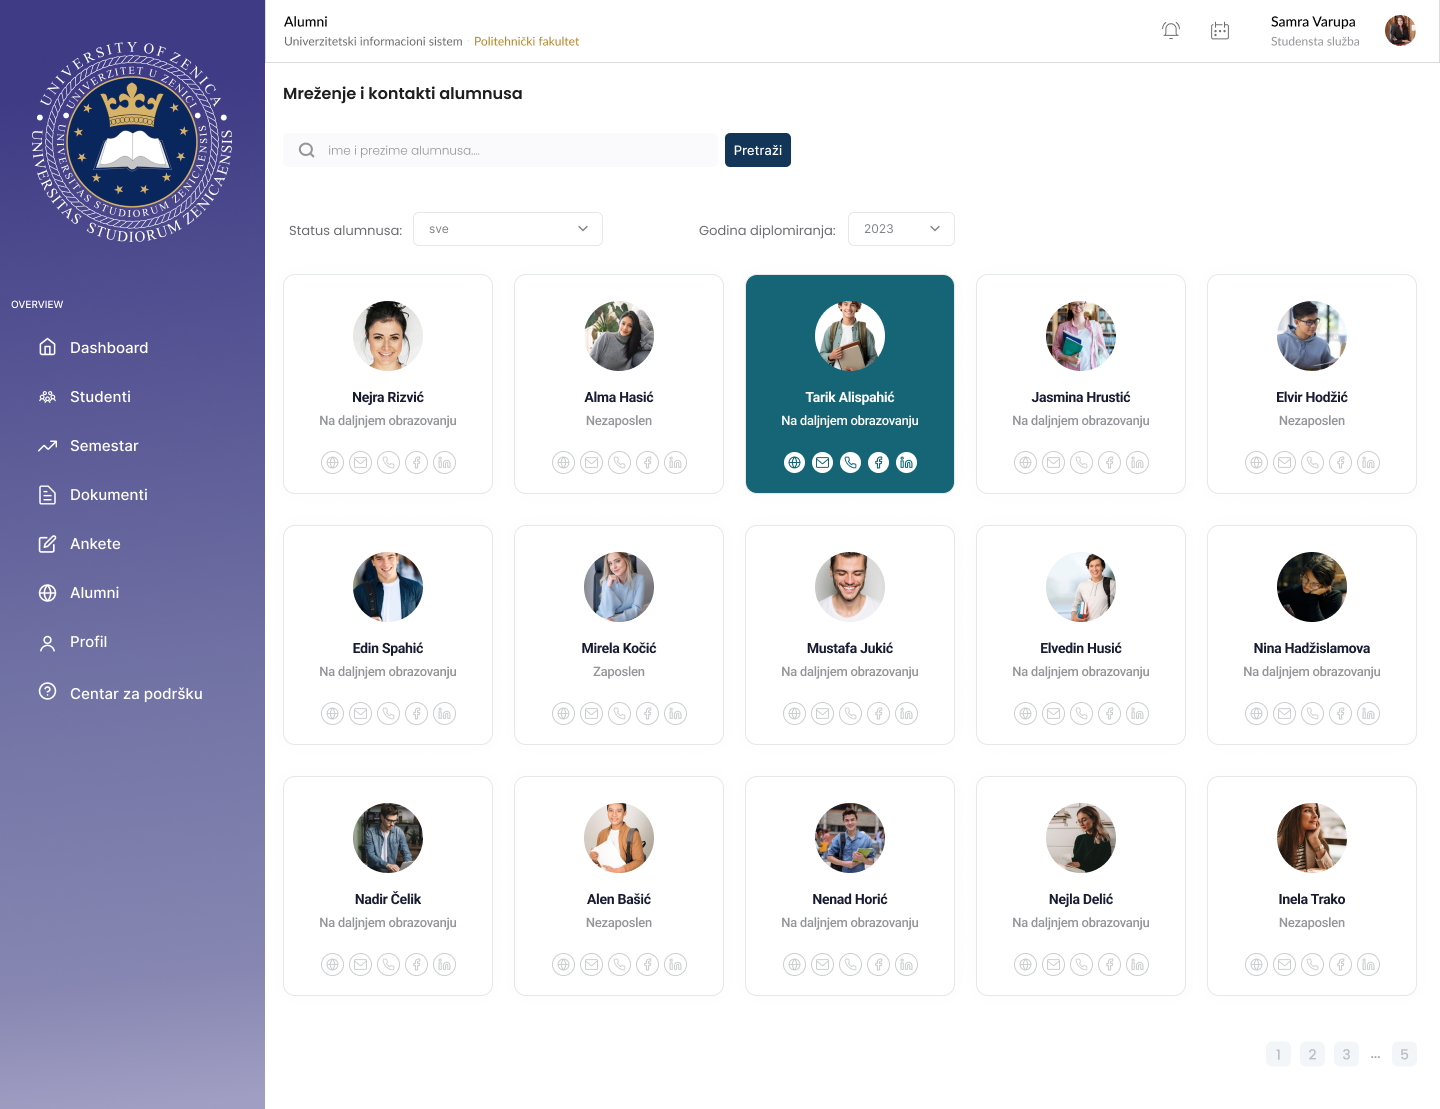 UNIVERSITY OF ZENICA
UNIVERZITET U ZENICI
UNIVERSITAS STUDIORUM ZENICAENSIS
UNIVERSITAS STUDIORUM ZENICAENSIS
OVERVIEW
Dashboard
Studenti
Semestar
Dokumenti
Ankete
Alumni
Profil
Centar za podršku
Alumni
Univerzitetski informacioni sistem · Politehnički fakultet
Samra Varupa
Studensta služba
Mreženje i kontakti alumnusa
ime i prezime alumnusa....
Pretraži
Status alumnusa: sve
Godina diplomiranja: 2023
Nejra Rizvić
Na daljnjem obrazovanju
Alma Hasić
Nezaposlen
Tarik Alispahić
Na daljnjem obrazovanju
Jasmina Hrustić
Na daljnjem obrazovanju
Elvir Hodžić
Nezaposlen
Edin Spahić
Na daljnjem obrazovanju
Mirela Kočić
Zaposlen
Mustafa Jukić
Na daljnjem obrazovanju
Elvedin Husić
Na daljnjem obrazovanju
Nina Hadžislamova
Na daljnjem obrazovanju
Nadir Čelik
Na daljnjem obrazovanju
Alen Bašić
Nezaposlen
Nenad Horić
Na daljnjem obrazovanju
Nejla Delić
Na daljnjem obrazovanju
Inela Trako
Nezaposlen
1 2 3 ... 5